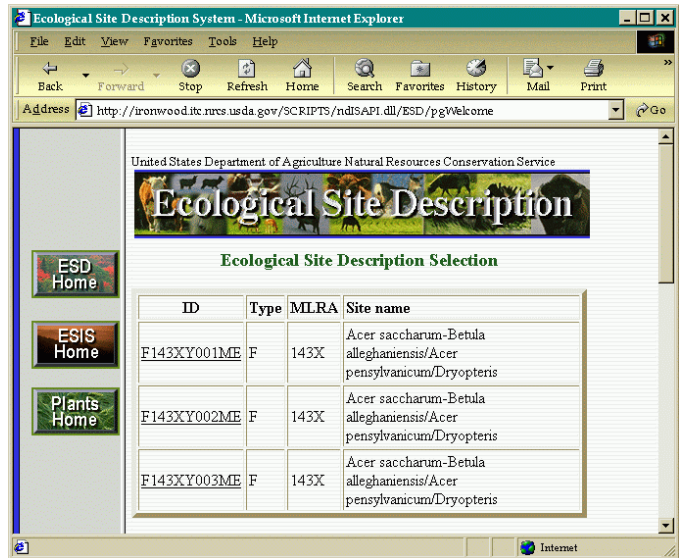 Ecological Site Description System - Microsoft Internet Explorer
File Edit View Favorites Tools Help
Back Forward Stop Refresh Home Search Favorites History Mail Print »
Address http://ironwood.itc.nrcs.usda.gov/SCRIPTS/ndISAPI.dll/ESD/pgWelcome Go
United States Department of Agriculture Natural Resources Conservation Service
Ecological Site Description
Ecological Site Description Selection
ESD
Home
ESIS
Home
Plants
Home
ID Type MLRA Site name
F143XY001ME F 143X Acer saccharum-Betula
alleghaniensis/Acer
pensylvanicum/Dryopteris
F143XY002ME F 143X Acer saccharum-Betula
alleghaniensis/Acer
pensylvanicum/Dryopteris
F143XY003ME F 143X Acer saccharum-Betula
alleghaniensis/Acer
pensylvanicum/Dryopteris
Internet